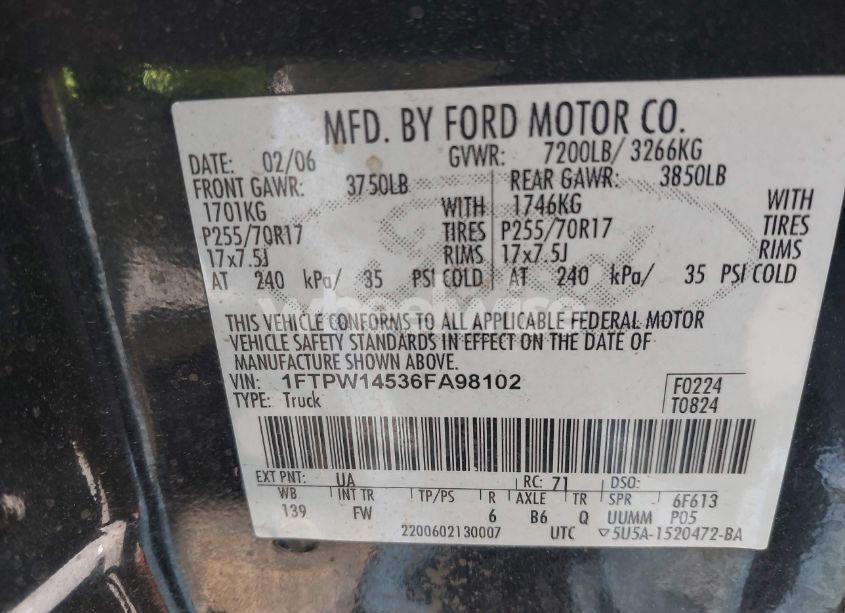 MFD. BY FORD MOTOR CO.
DATE: 02/06 GVWR: 7200LB/ 3266KG
FRONT GAWR: 3750LB REAR GAWR: 3850LB
1701KG WITH 1746KG WITH
P255/70R17 TIRES P255/70R17 TIRES
17x7.5J RIMS 17x7.5J RIMS
AT 240 kPa/ 35 PSI COLD AT 240 kPa/ 35 PSI COLD
wheelwise
THIS VEHICLE CONFORMS TO ALL APPLICABLE FEDERAL MOTOR
VEHICLE SAFETY STANDARDS IN EFFECT ON THE DATE OF
MANUFACTURE SHOWN ABOVE.
VIN: 1FTPW14536FA98102 F0224
TYPE: Truck T0824
EXT PNT: UA RC: 71 DSO:
WB INT TR TP/PS R AXLE TR SPR 6F613
139 FW 6 B6 Q UUMM P05
2200602130007 UTC ▽5U5A-1520472-BA